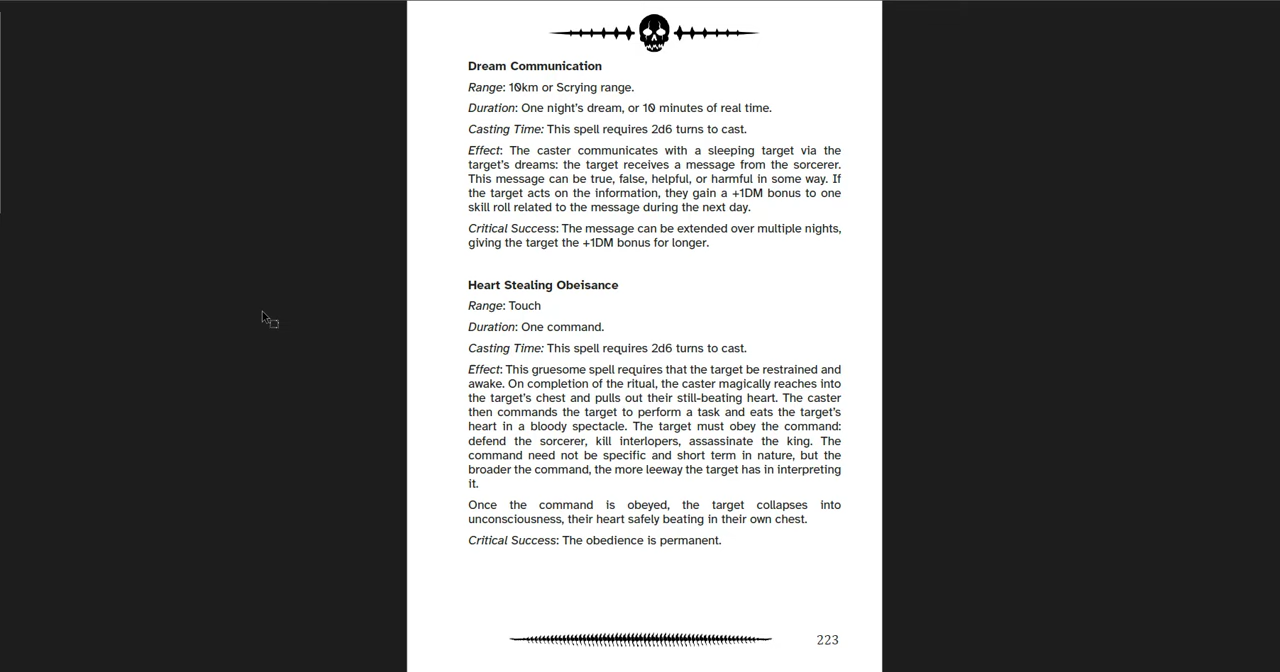 Dream Communication
Range: 10km or Scrying range.
Duration: One night's dream, or 10 minutes of real time.
Casting Time: This spell requires 2d6 turns to cast.
Effect: The caster communicates with a sleeping target via the
target's dreams: the target receives a message from the sorcerer.
This message can be true, false, helpful, or harmful in some way. If
the target acts on the information, they gain a +1DM bonus to one
skill roll related to the message during the next day.
Critical Success: The message can be extended over multiple nights,
giving the target the +1DM bonus for longer.
Heart Stealing Obeisance
Range: Touch
Duration: One command.
Casting Time: This spell requires 2d6 turns to cast.
Effect: This gruesome spell requires that the target be restrained and
awake. On completion of the ritual, the caster magically reaches into
the target's chest and pulls out their still-beating heart. The caster
then commands the target to perform a task and eats the target's
heart in a bloody spectacle. The target must obey the command:
defend the sorcerer, kill interlopers, assassinate the king. The
command need not be specific and short term in nature, but the
broader the command, the more leeway the target has in interpreting
it.
Once the command is obeyed, the target collapses into
unconsciousness, their heart safely beating in their own chest.
Critical Success: The obedience is permanent.
223